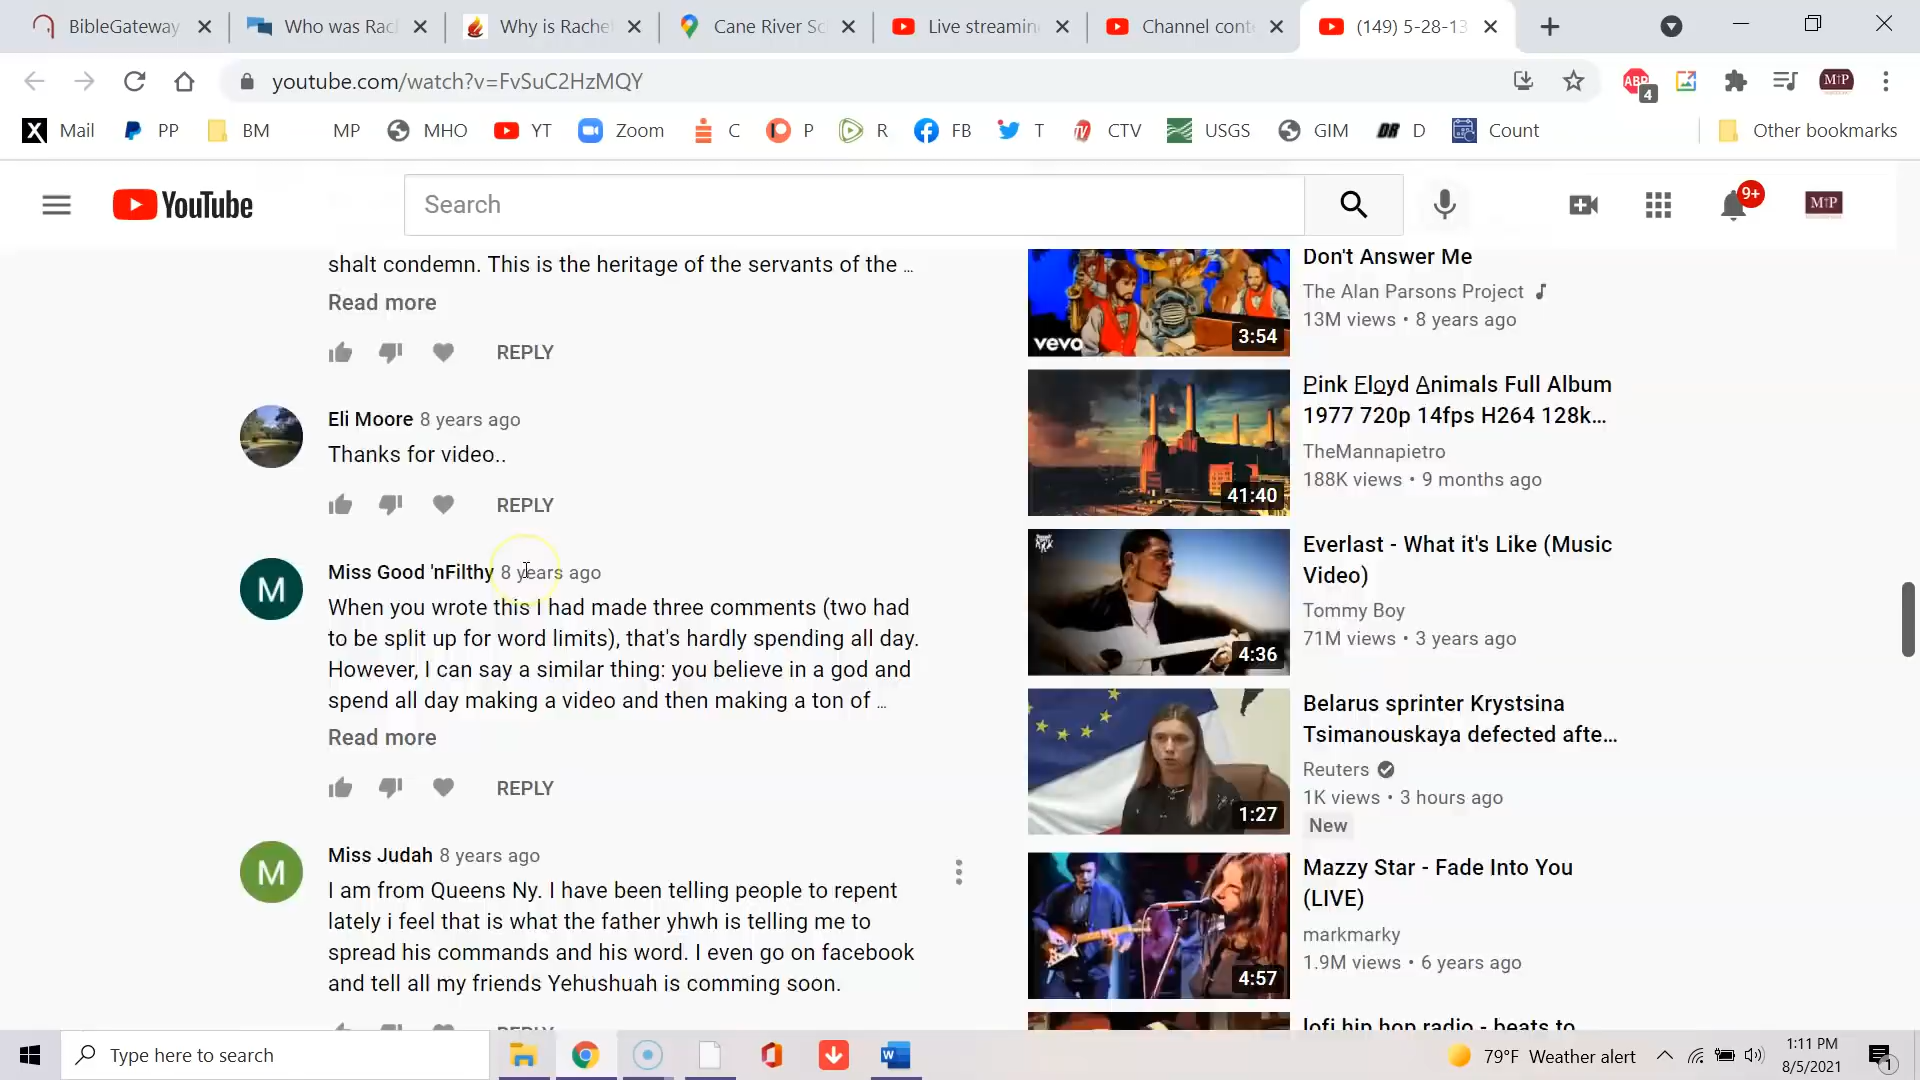 BibleGateway
Who was Rac
Why is Rache
Cane River Sc
Live streamin
Channel cont
(149) 5-28-13
youtube.com/watch?v=FvSuC2HzMQY
ABP
4
M↑P
X Mail
PP
BM
MP
MHO
YT
Zoom
C
P
R
FB
T
CTV
USGS
GIM
DR D
Count
Other bookmarks
YouTube
Search
9+
M↑P
shalt condemn. This is the heritage of the servants of the ...
Read more
REPLY
Eli Moore 8 years ago
Thanks for video..
REPLY
M
Miss Good 'nFilthy 8 years ago
When you wrote this I had made three comments (two had
to be split up for word limits), that's hardly spending all day.
However, I can say a similar thing: you believe in a god and
spend all day making a video and then making a ton of ...
Read more
REPLY
M
Miss Judah 8 years ago
I am from Queens Ny. I have been telling people to repent
lately i feel that is what the father yhwh is telling me to
spread his commands and his word. I even go on facebook
and tell all my friends Yehushuah is comming soon.
REPLY
vevo
3:54
Don't Answer Me
The Alan Parsons Project
13M views • 8 years ago
41:40
Pink Floyd Animals Full Album
1977 720p 14fps H264 128k...
TheMannapietro
188K views • 9 months ago
4:36
Everlast - What it's Like (Music
Video)
Tommy Boy
71M views • 3 years ago
1:27
Belarus sprinter Krystsina
Tsimanouskaya defected afte...
Reuters
1K views • 3 hours ago
New
4:57
Mazzy Star - Fade Into You
(LIVE)
markmarky
1.9M views • 6 years ago
lofi hip hop radio - beats to
Type here to search
W
79°F Weather alert
1:11 PM
8/5/2021
1